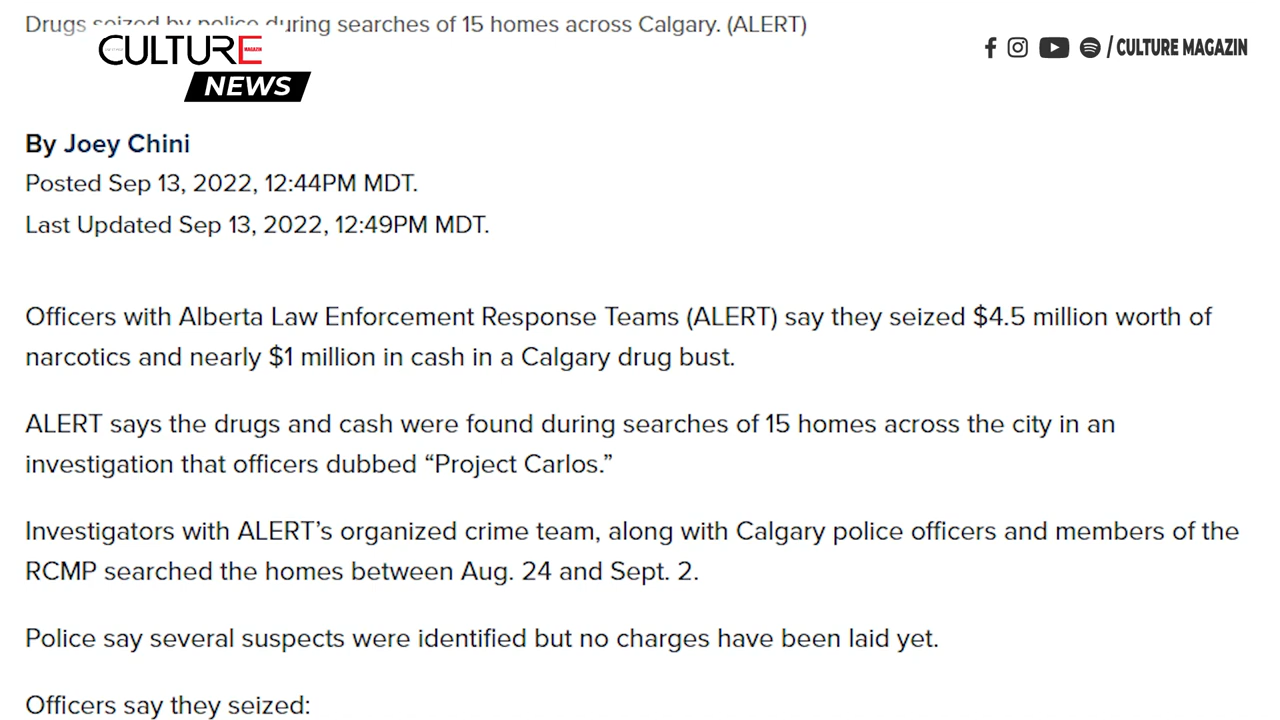 Drugs seized by police during searches of 15 homes across Calgary. (ALERT)
CULTURE
MAGAZIN
NEWS
/ CULTURE MAGAZIN
By Joey Chini
Posted Sep 13, 2022, 12:44PM MDT.
Last Updated Sep 13, 2022, 12:49PM MDT.
Officers with Alberta Law Enforcement Response Teams (ALERT) say they seized $4.5 million worth of
narcotics and nearly $1 million in cash in a Calgary drug bust.
ALERT says the drugs and cash were found during searches of 15 homes across the city in an
investigation that officers dubbed “Project Carlos.”
Investigators with ALERT’s organized crime team, along with Calgary police officers and members of the
RCMP searched the homes between Aug. 24 and Sept. 2.
Police say several suspects were identified but no charges have been laid yet.
Officers say they seized: